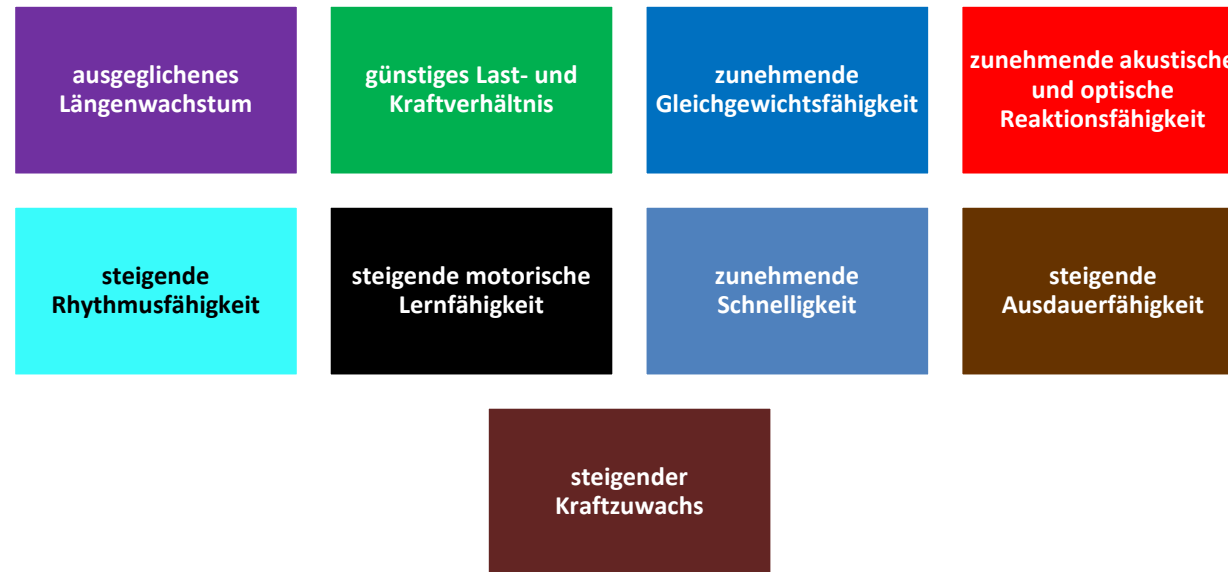 ausgeglichenes
Längenwachstum
günstiges Last- und
Kraftverhältnis
zunehmende
Gleichgewichtsfähigkeit
zunehmende akustische
und optische
Reaktionsfähigkeit
steigende
Rhythmusfähigkeit
steigende motorische
Lernfähigkeit
zunehmende
Schnelligkeit
steigende
Ausdauerfähigkeit
steigender
Kraftzuwachs